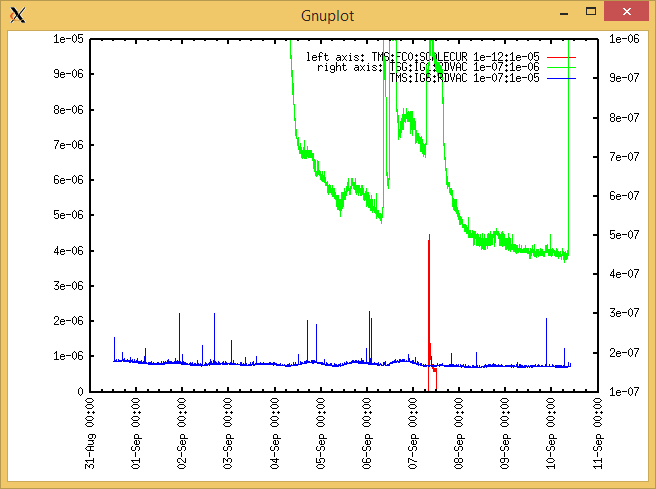 Gnuplot
1e-05
9e-06
8e-06
7e-06
6e-06
5e-06
4e-06
3e-06
2e-06
1e-06
0
1e-06
9e-07
8e-07
7e-07
6e-07
5e-07
4e-07
3e-07
2e-07
1e-07
left axis: TMS:FCO:SCALECUR 1e-12:1e-05
right axis: TSG:IG1:RDVAC 1e-07:1e-06
TMS:IG6:RDVAC 1e-07:1e-05
31-Aug 00:00
01-Sep 00:00
02-Sep 00:00
03-Sep 00:00
04-Sep 00:00
05-Sep 00:00
06-Sep 00:00
07-Sep 00:00
08-Sep 00:00
09-Sep 00:00
10-Sep 00:00
11-Sep 00:00